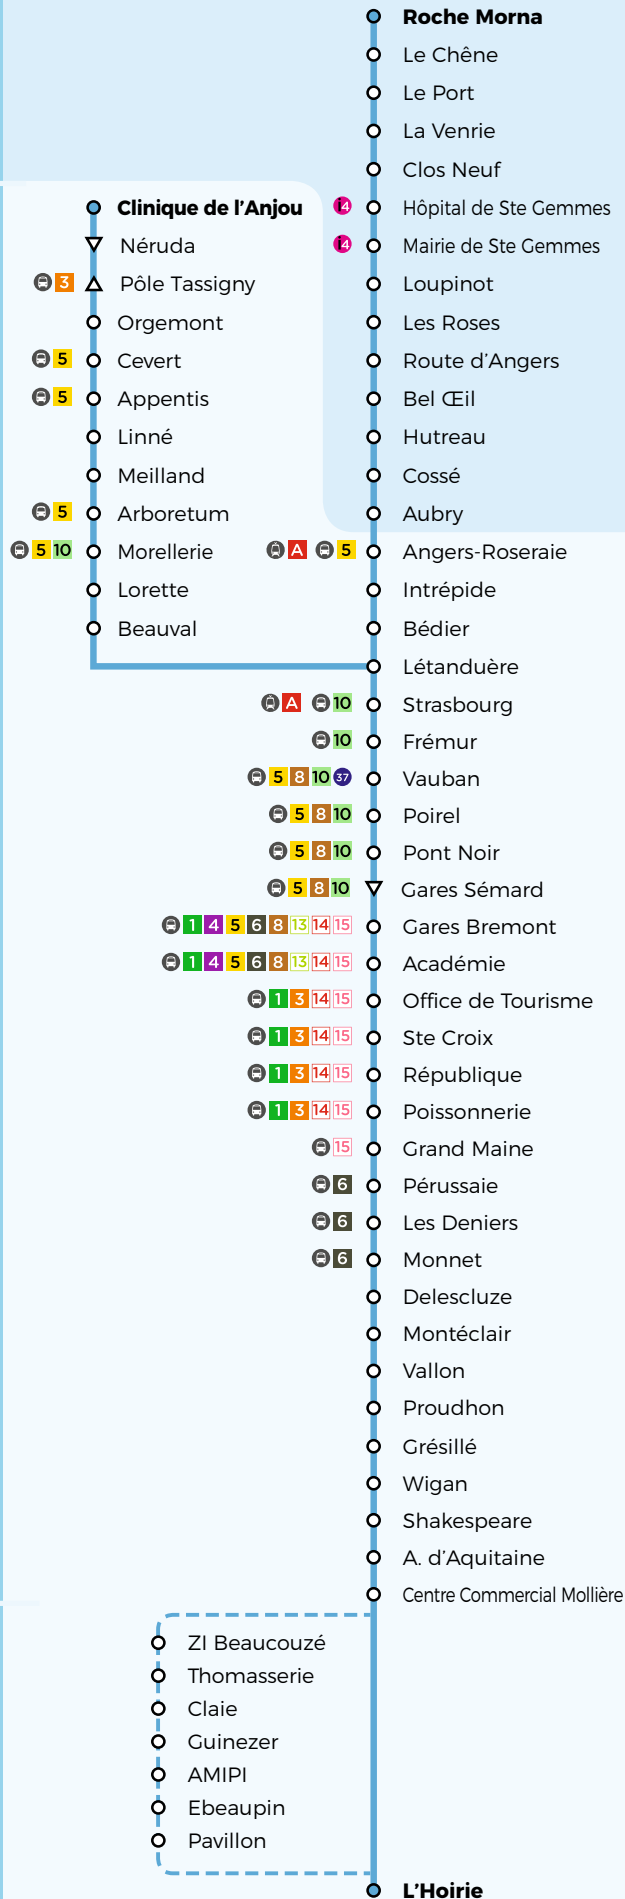 Roche Morna
Le Chêne
Le Port
La Venrie
Clos Neuf
i4 Hôpital de Ste Gemmes
i4 Mairie de Ste Gemmes
Loupinot
Les Roses
Route d'Angers
Bel Œil
Hutreau
Cossé
Aubry
A 5 Angers-Roseraie
Intrépide
Bédier
Clinique de l'Anjou
Néruda
3 Pôle Tassigny
Orgemont
5 Cevert
5 Appentis
Linné
Meilland
5 Arboretum
5 10 Morellerie
Lorette
Beauval
Létanduère
A 10 Strasbourg
10 Frémur
5 8 10 37 Vauban
5 8 10 Poirel
5 8 10 Pont Noir
5 8 10 Gares Sémard
1 4 5 6 8 13 14 15 Gares Bremont
1 4 5 6 8 13 14 15 Académie
1 3 14 15 Office de Tourisme
1 3 14 15 Ste Croix
1 3 14 15 République
1 3 14 15 Poissonnerie
15 Grand Maine
6 Pérussaie
6 Les Deniers
6 Monnet
Delescluze
Montéclair
Vallon
Proudhon
Grésillé
Wigan
Shakespeare
A. d'Aquitaine
Centre Commercial Mollière
ZI Beaucouzé
Thomasserie
Claie
Guinezer
AMIPI
Ebeaupin
Pavillon
L'Hoirie